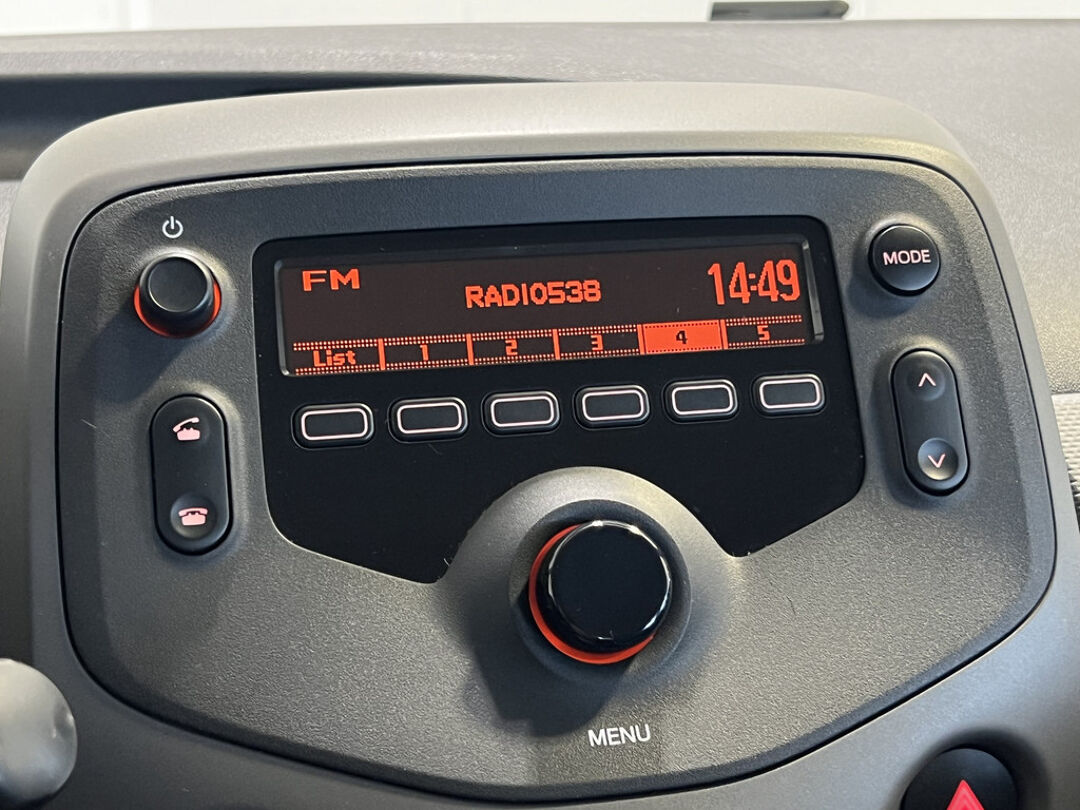 FM
RADIO538
14:49
MODE
List 1 2 3 4 5
MENU